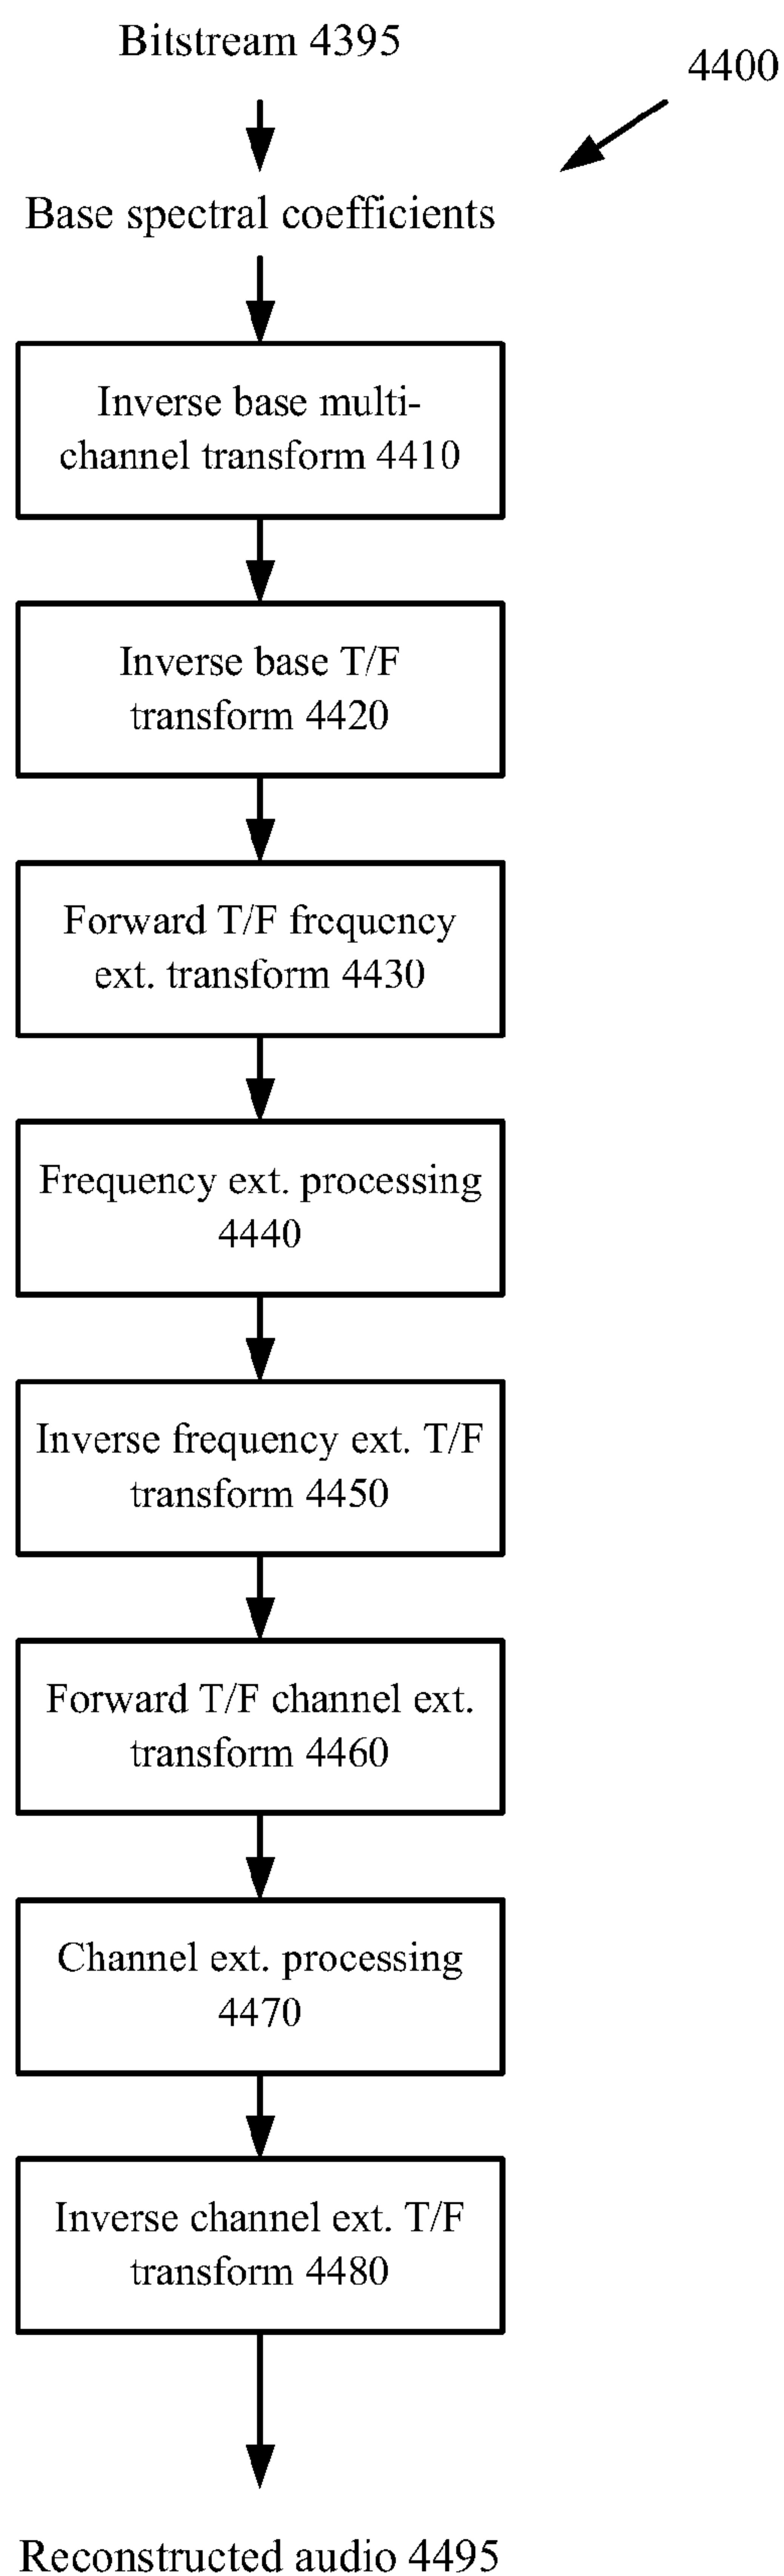 Bitstream 4395
4400
Base spectral coefficients
Inverse base multi-
channel transform 4410
Inverse base T/F
transform 4420
Forward T/F frequency
ext. transform 4430
Frequency ext. processing
4440
Inverse frequency ext. T/F
transform 4450
Forward T/F channel ext.
transform 4460
Channel ext. processing
4470
Inverse channel ext. T/F
transform 4480
Reconstructed audio 4495